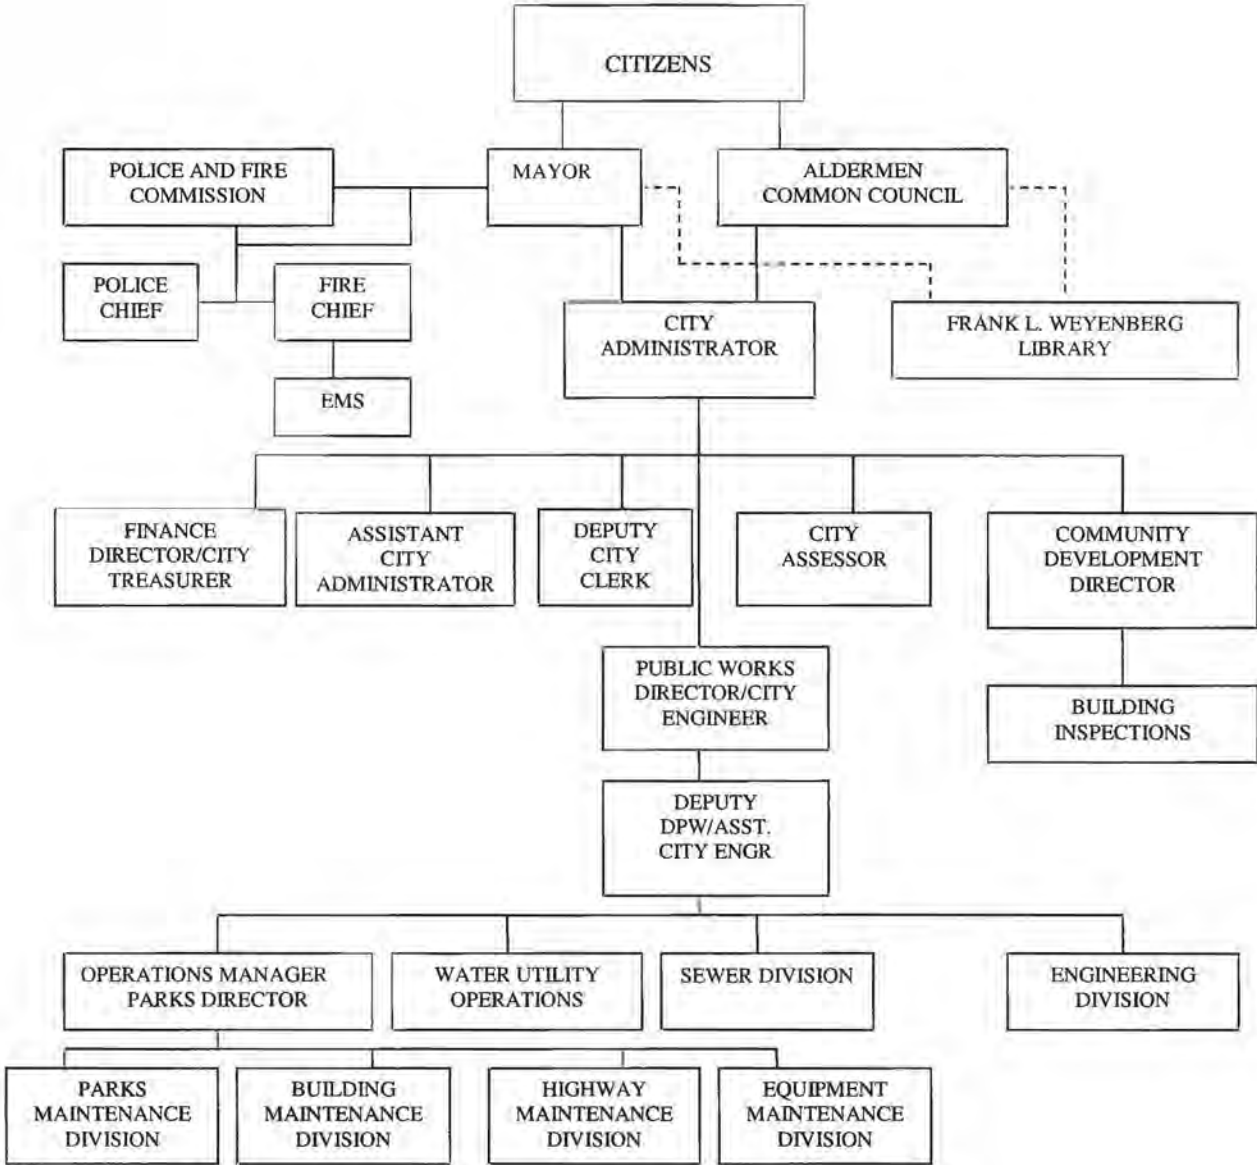 CITIZENS
POLICE AND FIRE
COMMISSION
MAYOR
ALDERMEN
COMMON COUNCIL
POLICE
CHIEF
FIRE
CHIEF
CITY
ADMINISTRATOR
FRANK L. WEYENBERG
LIBRARY
EMS
FINANCE
DIRECTOR/CITY
TREASURER
ASSISTANT
CITY
ADMINISTRATOR
DEPUTY
CITY
CLERK
CITY
ASSESSOR
COMMUNITY
DEVELOPMENT
DIRECTOR
PUBLIC WORKS
DIRECTOR/CITY
ENGINEER
BUILDING
INSPECTIONS
DEPUTY
DPW/ASST.
CITY ENGR
OPERATIONS MANAGER
PARKS DIRECTOR
WATER UTILITY
OPERATIONS
SEWER DIVISION
ENGINEERING
DIVISION
PARKS
MAINTENANCE
DIVISION
BUILDING
MAINTENANCE
DIVISION
HIGHWAY
MAINTENANCE
DIVISION
EQUIPMENT
MAINTENANCE
DIVISION